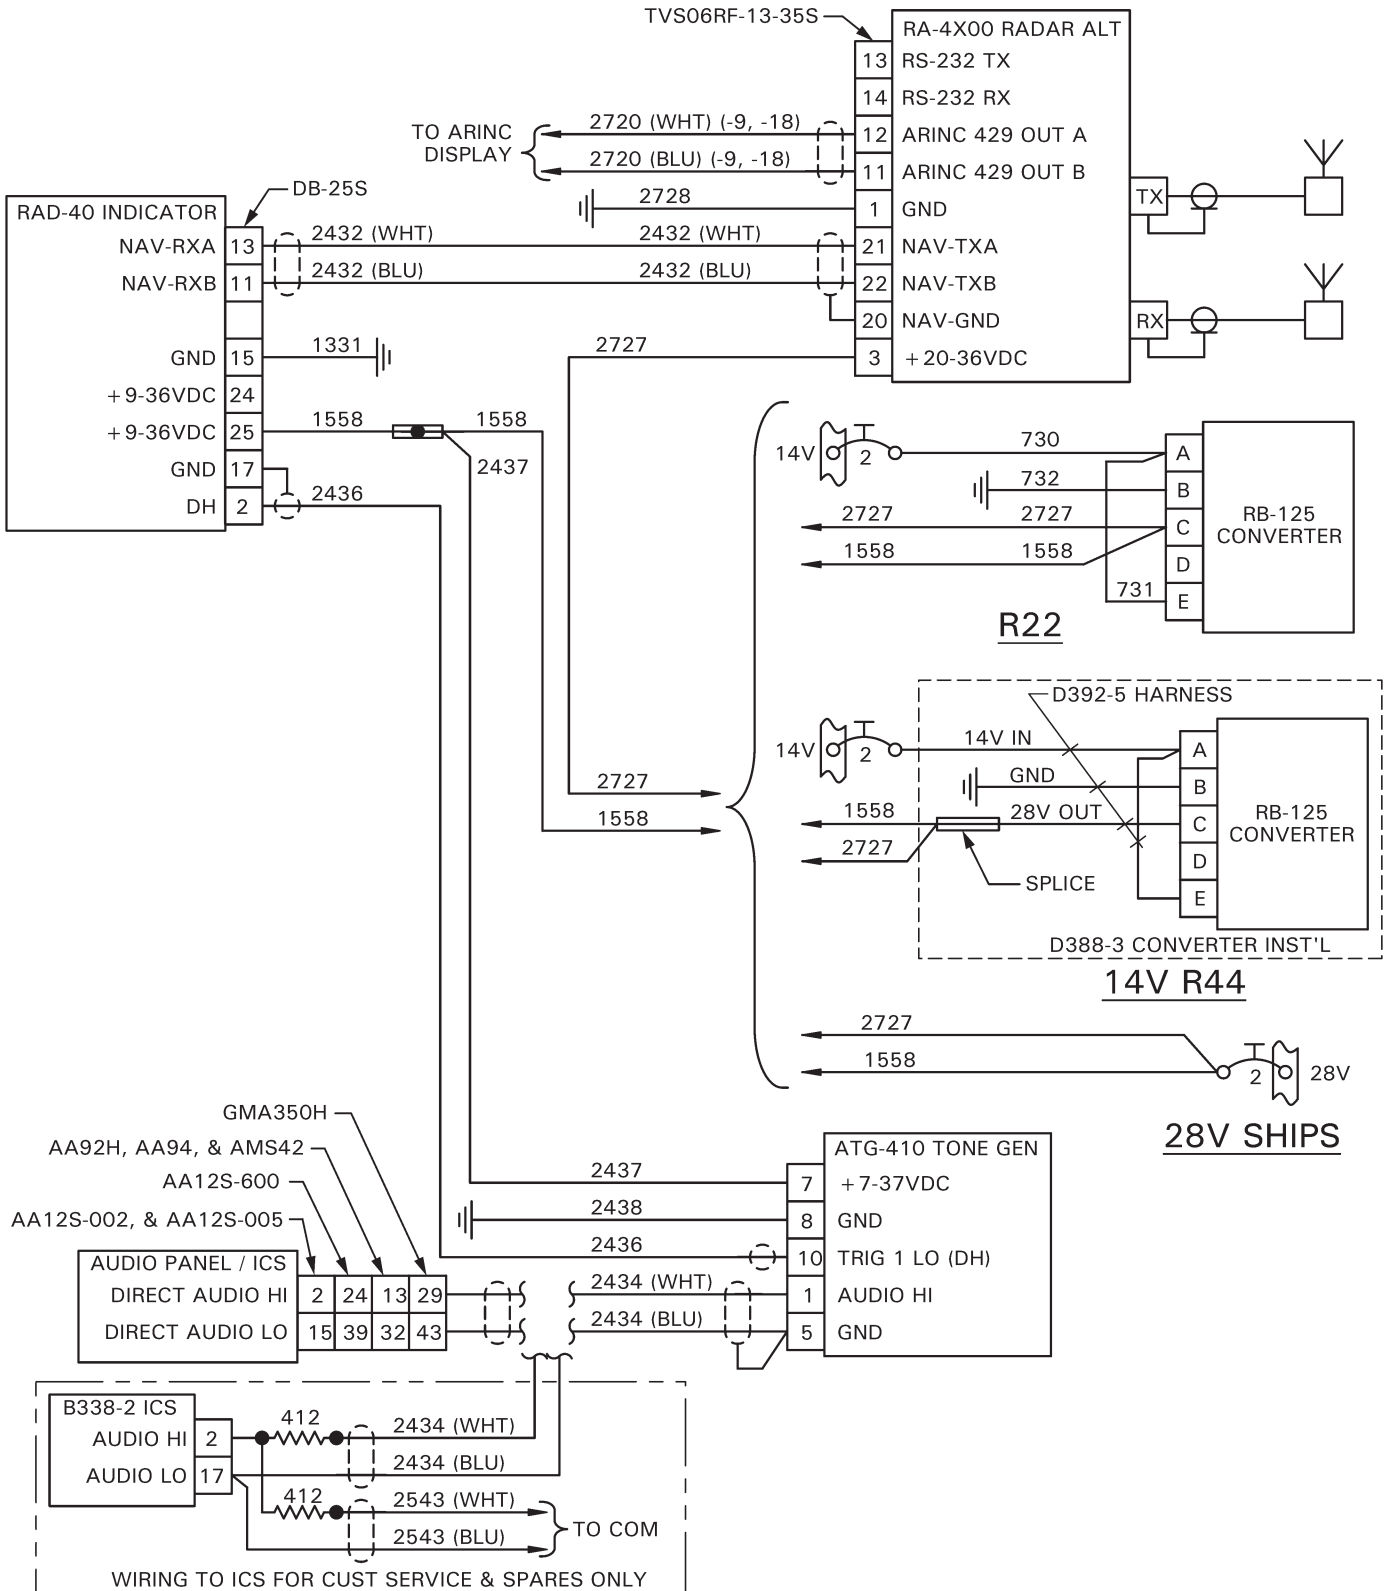 TVS06RF-13-35S
RA-4X00 RADAR ALT
13 RS-232 TX
14 RS-232 RX
TO ARINC
DISPLAY
2720 (WHT) (-9, -18)
12 ARINC 429 OUT A
2720 (BLU) (-9, -18)
11 ARINC 429 OUT B
2728
1 GND
TX
DB-25S
RAD-40 INDICATOR
NAV-RXA 13
2432 (WHT)
2432 (WHT)
21 NAV-TXA
NAV-RXB 11
2432 (BLU)
2432 (BLU)
22 NAV-TXB
20 NAV-GND
RX
GND 15
1331
2727
3 +20-36VDC
+9-36VDC 24
+9-36VDC 25
1558
1558
2437
GND 17
DH 2
2436
14V
2
730
A
732
B
2727
2727
C
1558
1558
D
731
E
RB-125
CONVERTER
R22
D392-5 HARNESS
14V
2
14V IN
A
GND
B
1558
28V OUT
C
2727
D
SPLICE
E
RB-125
CONVERTER
D388-3 CONVERTER INST'L
14V R44
2727
1558
2727
1558
2
28V
28V SHIPS
GMA350H
AA92H, AA94, & AMS42
AA12S-600
AA12S-002, & AA12S-005
ATG-410 TONE GEN
2437
7 +7-37VDC
2438
8 GND
2436
10 TRIG 1 LO (DH)
AUDIO PANEL / ICS
DIRECT AUDIO HI 2 24 13 29
2434 (WHT)
1 AUDIO HI
DIRECT AUDIO LO 15 39 32 43
2434 (BLU)
5 GND
B338-2 ICS
AUDIO HI 2
412
2434 (WHT)
AUDIO LO 17
2434 (BLU)
412
2543 (WHT)
2543 (BLU)
TO COM
WIRING TO ICS FOR CUST SERVICE & SPARES ONLY